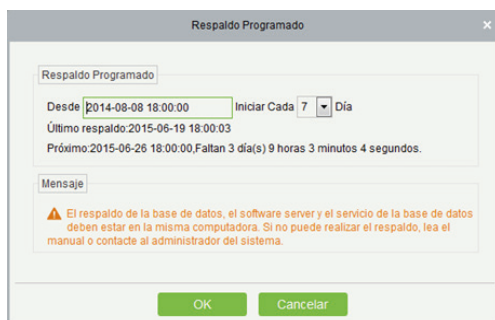 Respaldo Programado
Respaldo Programado
Desde 2014-08-08 18:00:00 Iniciar Cada 7 Día
Último respaldo:2015-06-19 18:00:03
Próximo:2015-06-26 18:00:00,Faltan 3 día(s) 9 horas 3 minutos 4 segundos.
Mensaje
El respaldo de la base de datos, el software server y el servicio de la base de datos
deben estar en la misma computadora. Si no puede realizar el respaldo, lea el
manual o contacte al administrador del sistema.
OK Cancelar